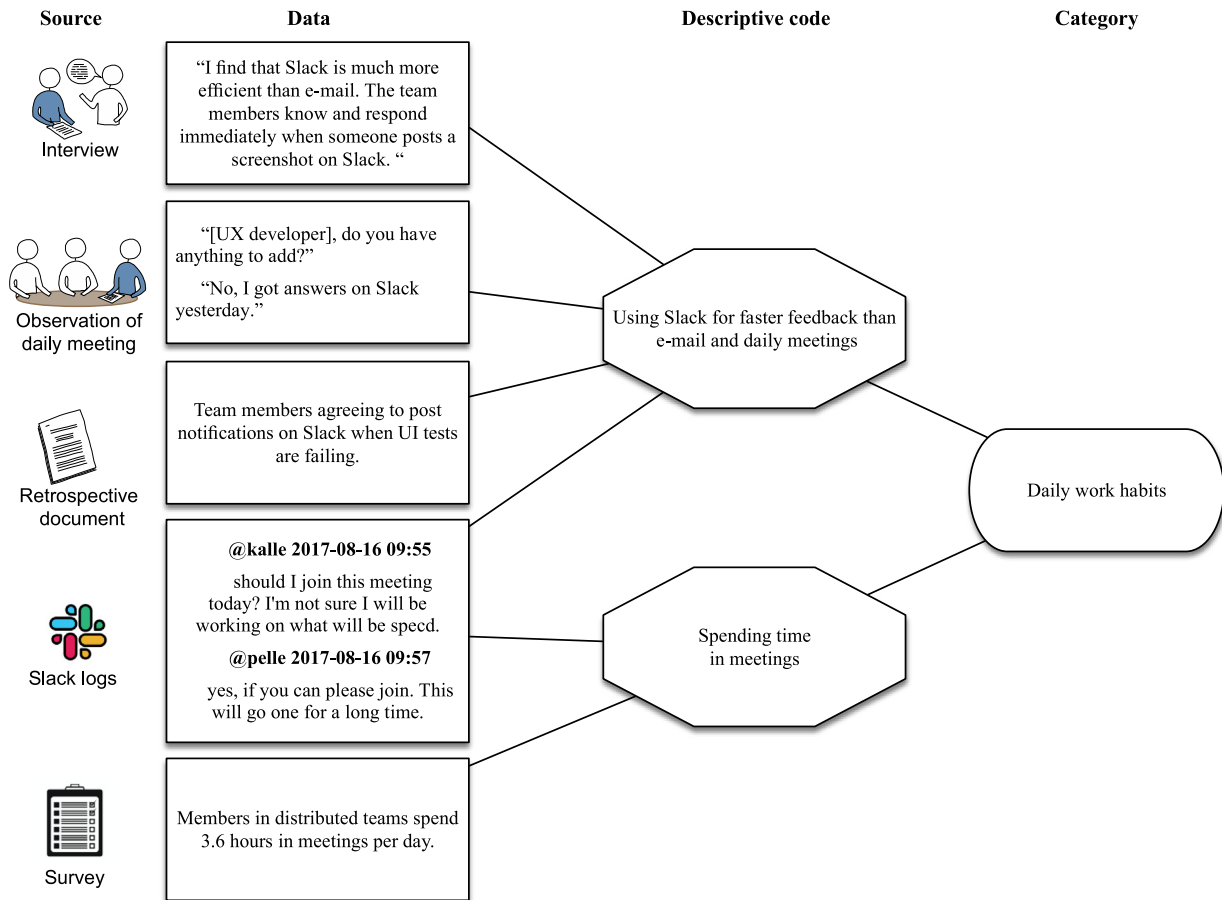 Source
Data
Descriptive code
Category
Interview
“I find that Slack is much more
efficient than e-mail. The team
members know and respond
immediately when someone posts a
screenshot on Slack. “
Observation of
daily meeting
“[UX developer], do you have
anything to add?”
“No, I got answers on Slack
yesterday.”
Retrospective
document
Team members agreeing to post
notifications on Slack when UI tests
are failing.
Slack logs
@kalle 2017-08-16 09:55
should I join this meeting
today? I'm not sure I will be
working on what will be specd.
@pelle 2017-08-16 09:57
yes, if you can please join. This
will go one for a long time.
Survey
Members in distributed teams spend
3.6 hours in meetings per day.
Using Slack for faster feedback than
e-mail and daily meetings
Spending time
in meetings
Daily work habits